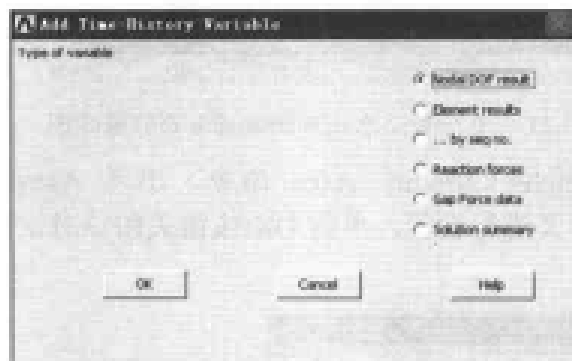 Add Time History Variable
Type of variable
Nodal DOF result
Element results
... by seq no.
Reaction forces
Gap Force data
Solution summary
OK
Cancel
Help